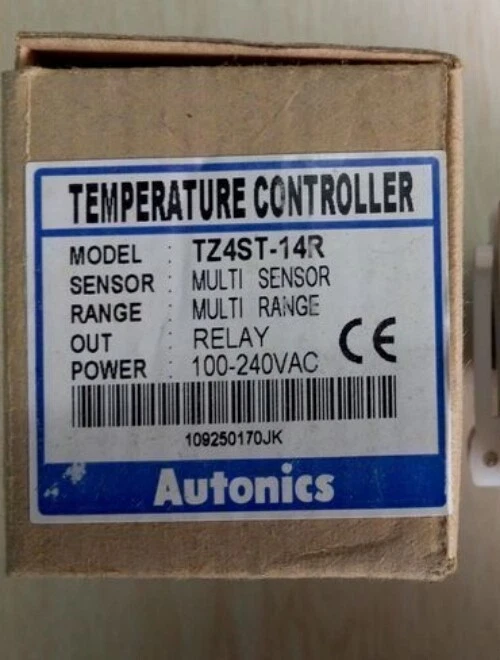 TEMPERATURE CONTROLLER
MODEL : TZ4ST-14R
SENSOR : MULTI SENSOR
RANGE : MULTI RANGE
OUT : RELAY
POWER : 100-240VAC
CE
109250170JK
Autonics